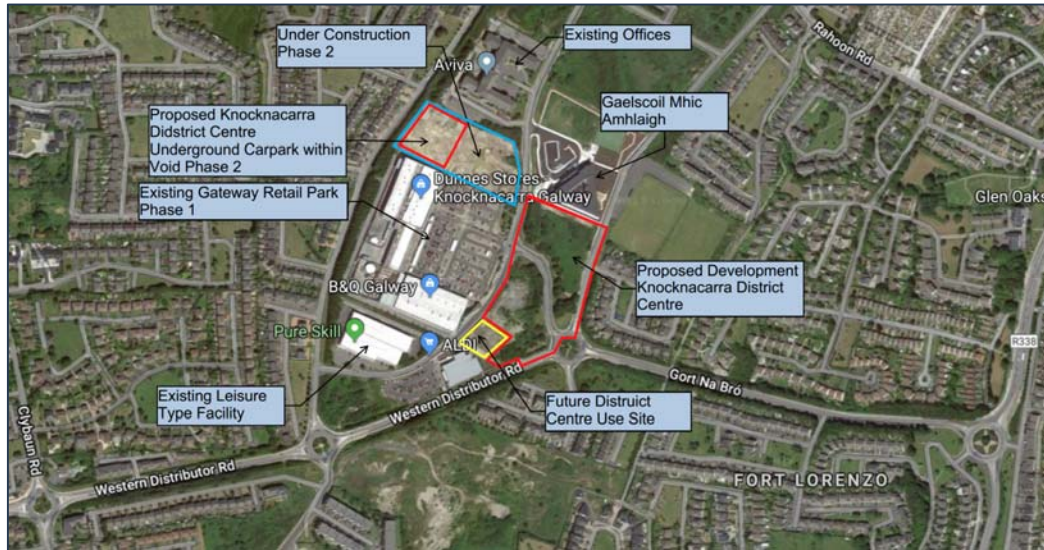 Under Construction
Phase 2
Existing Offices
Aviva
Rahoon Rd
Proposed Knocknacarra
Didstrict Centre
Underground Carpark within
Void Phase 2
Gaelscoil Mhic
Amhlaigh
Existing Gateway Retail Park
Phase 1
Dunnes Stores
Knocknacarra Galway
Glen Oaks
Proposed Development
Knocknacarra District
Centre
B&Q Galway
Pure Skill
ALDI
R338
Existing Leisure
Type Facility
Western Distributor Rd
Future Distruict
Centre Use Site
Gort Na Bró
Clybaun Rd
Western Distributor Rd
FORT LORENZO